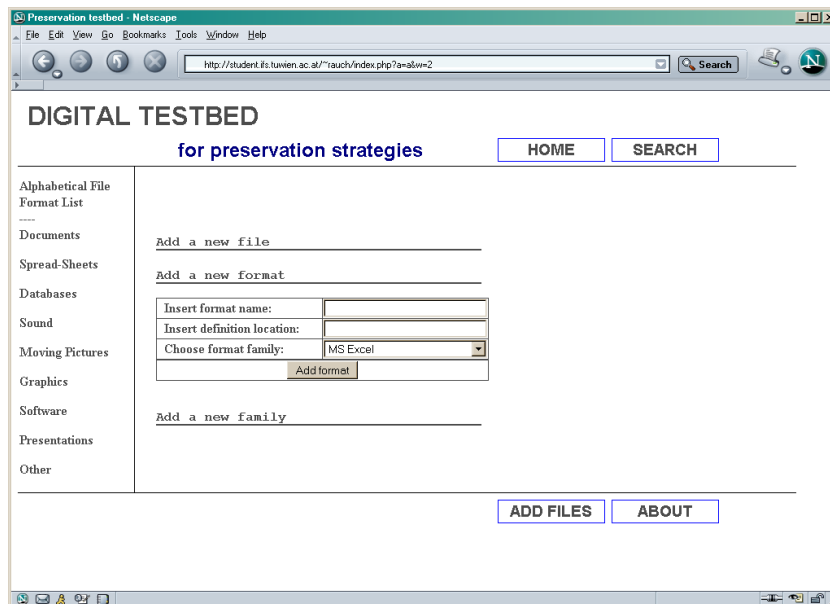 Preservation testbed - Netscape
File Edit View Go Bookmarks Tools Window Help
http://student.ifs.tuwien.ac.at/~rauch/index.php?a=a&w=2
Search
N
DIGITAL TESTBED
for preservation strategies
HOME
SEARCH
Alphabetical File
Format List
----
Documents
Spread-Sheets
Databases
Sound
Moving Pictures
Graphics
Software
Presentations
Other
Add a new file
Add a new format
Insert format name:
Insert definition location:
Choose format family: MS Excel
Add format
Add a new family
ADD FILES
ABOUT